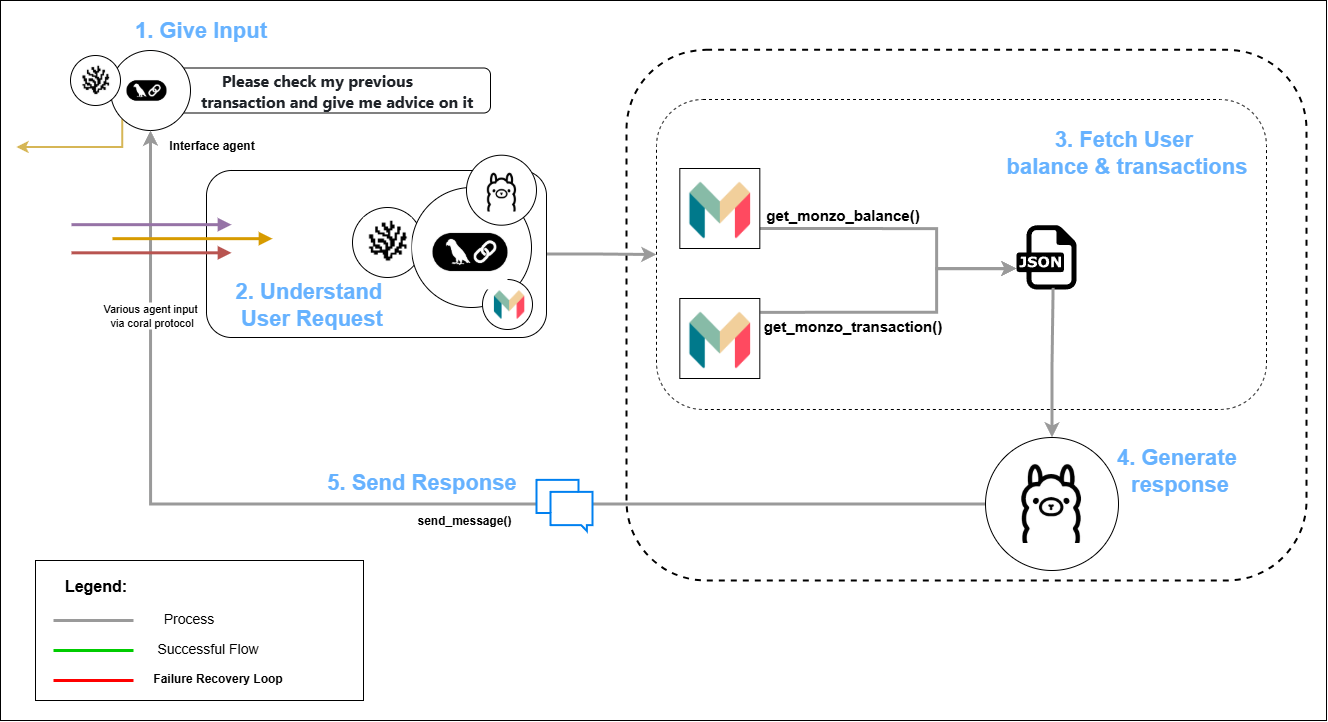 1. Give Input
Please check my previous
transaction and give me advice on it
Interface agent
3. Fetch User
balance & transactions
get_monzo_balance()
JSON
2. Understand
User Request
Various agent input
via coral protocol
get_monzo_transaction()
4. Generate
response
5. Send Response
send_message()
Legend:
Process
Successful Flow
Failure Recovery Loop